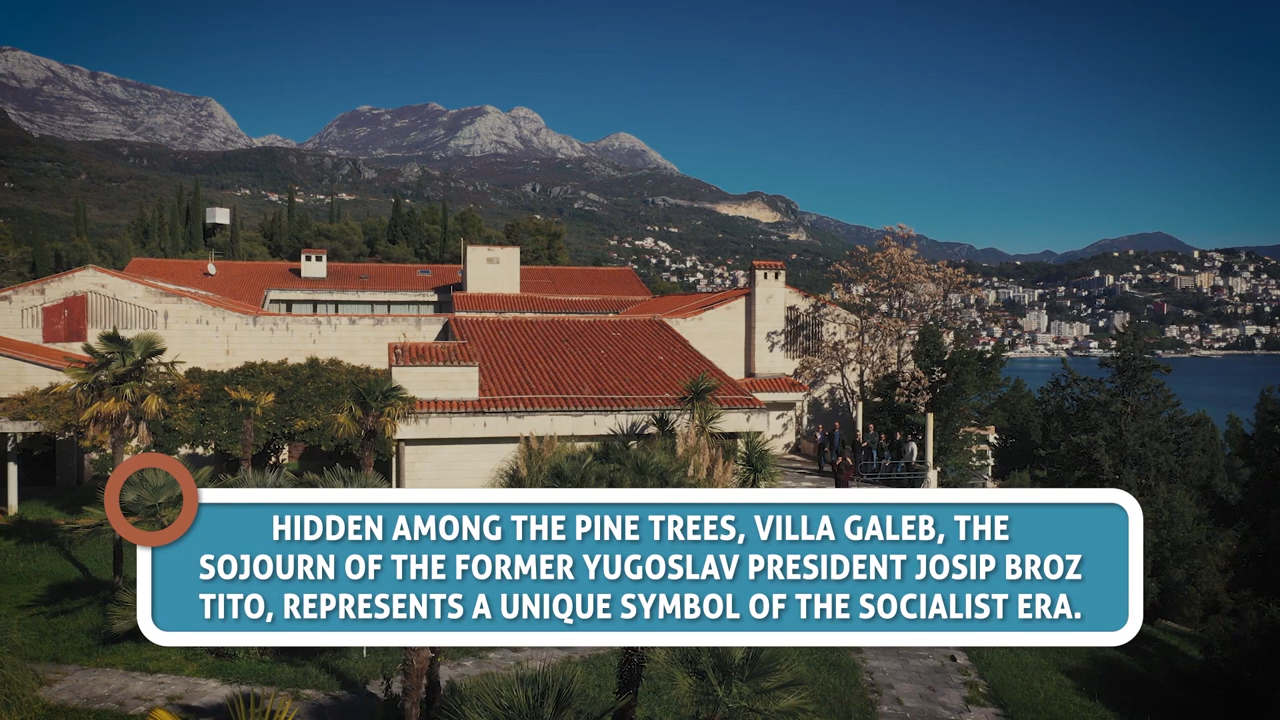 HIDDEN AMONG THE PINE TREES, VILLA GALEB, THE
SOJOURN OF THE FORMER YUGOSLAV PRESIDENT JOSIP BROZ
TITO, REPRESENTS A UNIQUE SYMBOL OF THE SOCIALIST ERA.